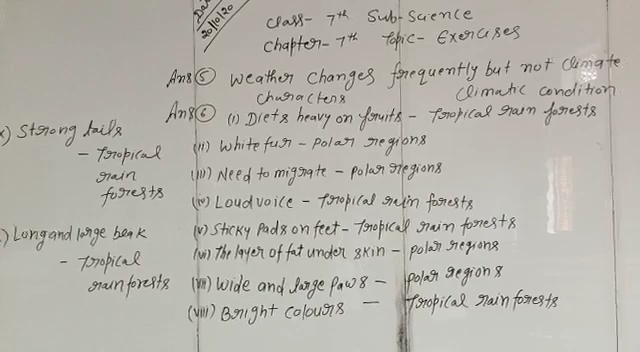 Date
20/10/20
Class- 7th Sub- Science
Chapter- 7th Topic- Exercises
Ans ⑤ Weather changes frequently but not climate
characters climatic condition
Ans ⑥ (i) Diets heavy on fruits - Tropical rain forests
(ii) White fur - polar regions
(iii) Need to migrate - polar regions
(iv) Loud voice - Tropical rain forests
(v) Sticky Pads on feet - Tropical rain forests
(vi) The layer of fat under skin - polar regions
(vii) Wide and large Paws - polar regions
(viii) Bright colours - Tropical rain forests
) Strong tails
- Tropical
rain
forests
) Long and large beak
- Tropical
rain forests